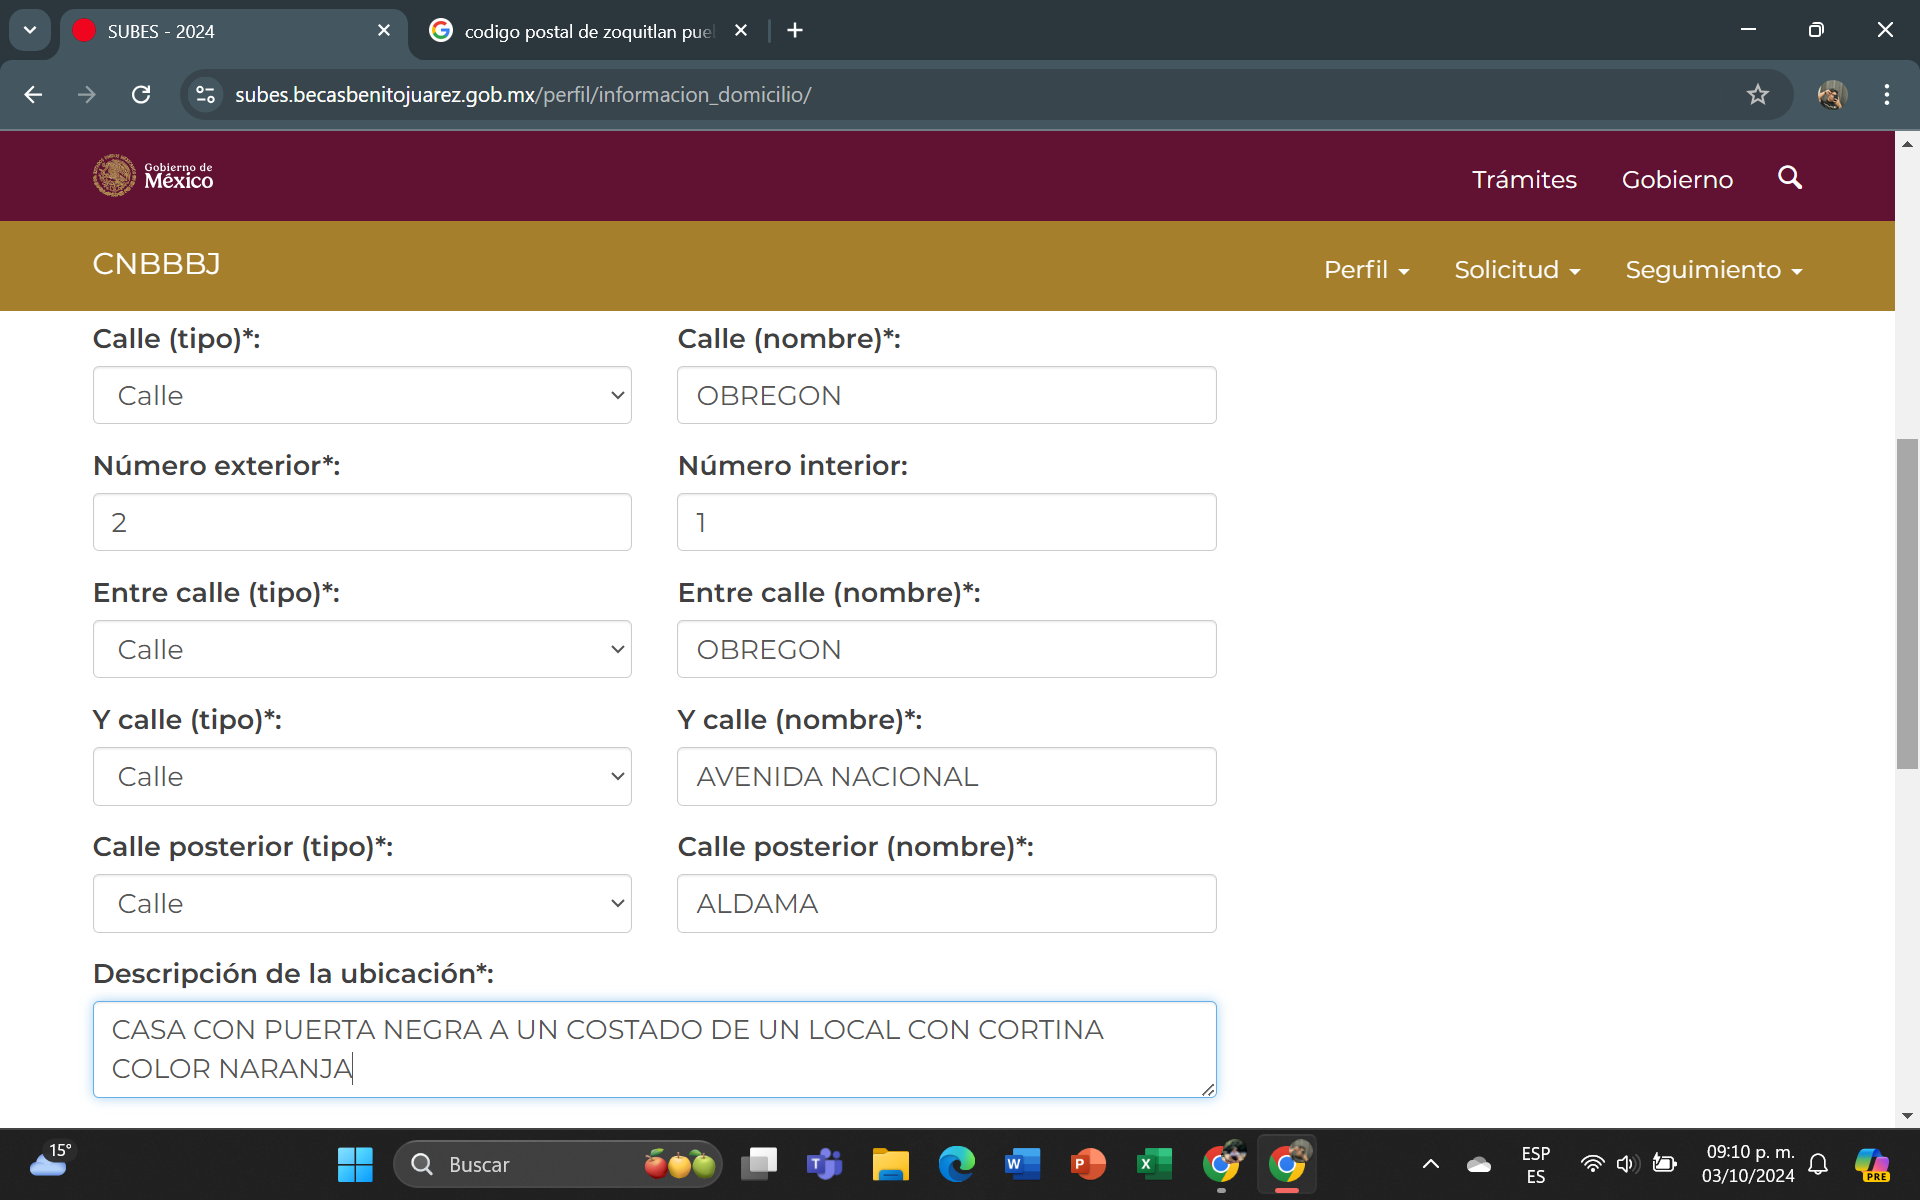 SUBES - 2024
codigo postal de zoquitlan pue
subes.becasbenitojuarez.gob.mx/perfil/informacion_domicilio/
Gobierno de
México
Trámites
Gobierno
CNBBBJ
Perfil
Solicitud
Seguimiento
Calle (tipo)*:
Calle (nombre)*:
Calle
OBREGON
Número exterior*:
Número interior:
2
1
Entre calle (tipo)*:
Entre calle (nombre)*:
Calle
OBREGON
Y calle (tipo)*:
Y calle (nombre)*:
Calle
AVENIDA NACIONAL
Calle posterior (tipo)*:
Calle posterior (nombre)*:
Calle
ALDAMA
Descripción de la ubicación*:
CASA CON PUERTA NEGRA A UN COSTADO DE UN LOCAL CON CORTINA
COLOR NARANJA
15°
Buscar
ESP
ES
09:10 p. m.
03/10/2024
PRE